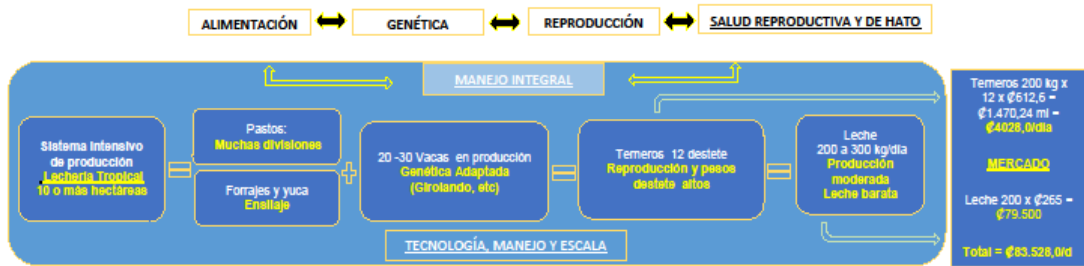 ALIMENTACIÓN
GENÉTICA
REPRODUCCIÓN
SALUD REPRODUCTIVA Y DE HATO
MANEJO INTEGRAL
Sistema Intensivo
de producción
Lechería Tropical
10 o más hectáreas
=
Pastos:
Muchas divisiones
Forrajes y yuca
Ensilaje
+
20 -30 Vacas en producción
Genética Adaptada
(Girolando, etc)
=
Terneros 12 destete
Reproducción y pesos
destete altos
=
Leche
200 a 300 kg/día
Producción
moderada
Leche barata
TECNOLOGÍA, MANEJO Y ESCALA
Terneros 200 kg x
12 x ₡612,6 =
₡1.470,24 ml =
₡4028,0/día
MERCADO
Leche 200 x ₡265 =
₡79.500
Total = ₡83.528,0/d